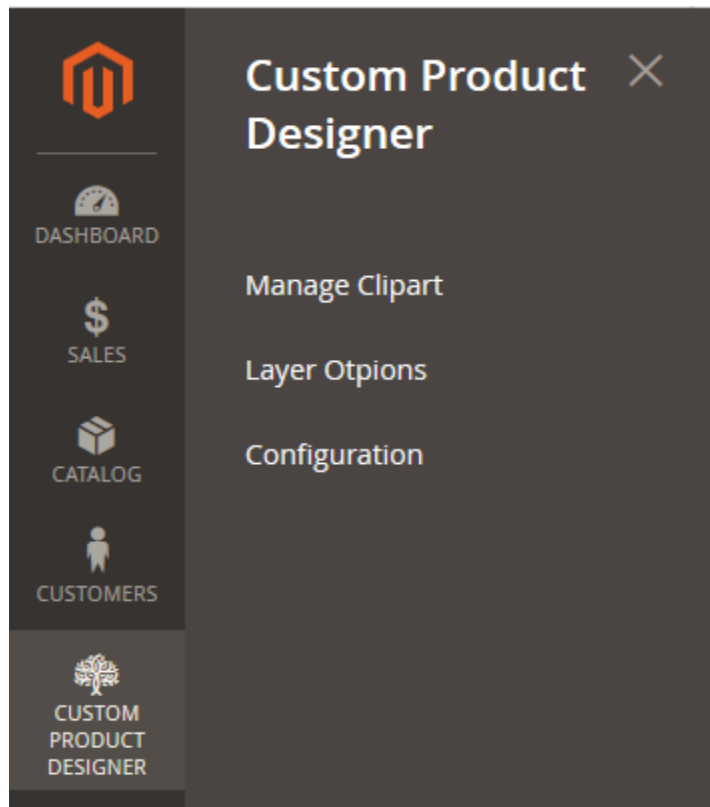 Custom Product
Designer
DASHBOARD
SALES
CATALOG
CUSTOMERS
CUSTOM
PRODUCT
DESIGNER
Manage Clipart
Layer Otpions
Configuration